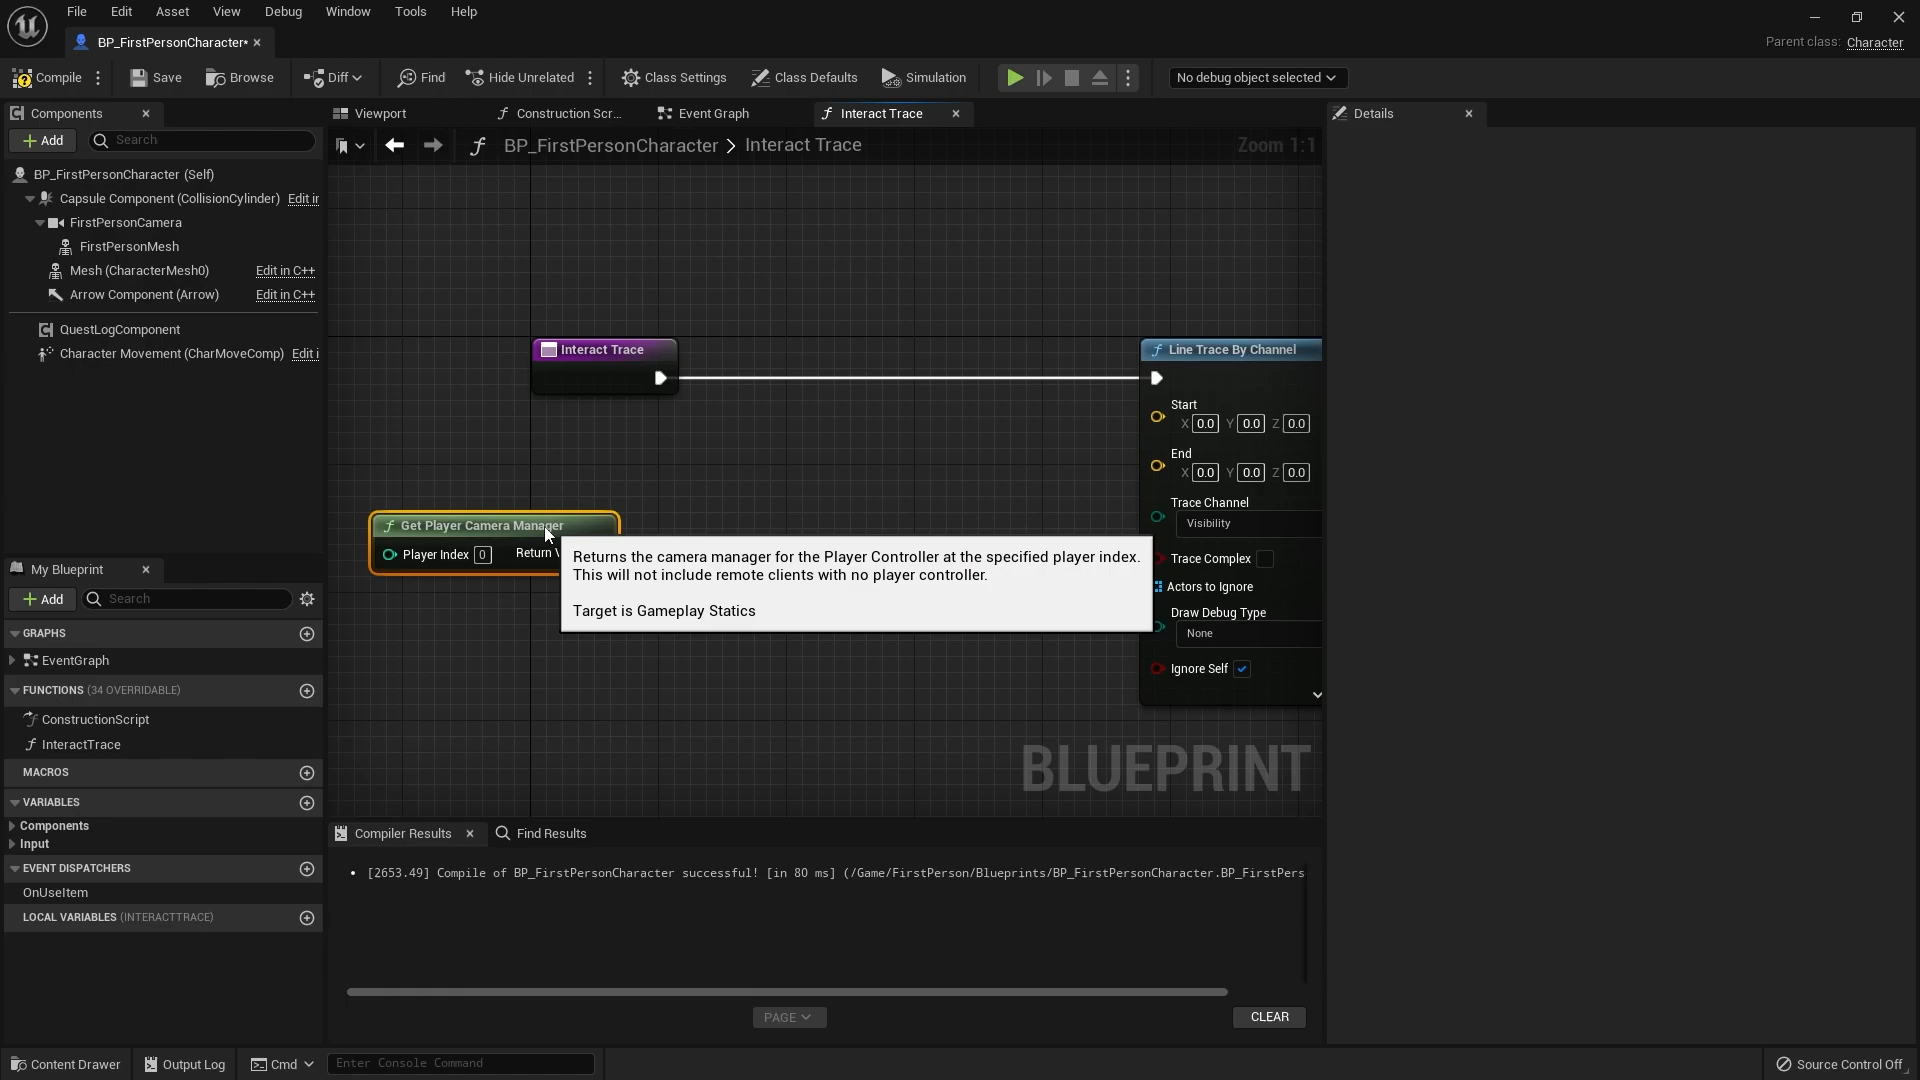 File Edit Asset View Debug Window Tools Help
BP_FirstPersonCharacter*
Parent class: Character
Compile Save Browse Diff Find Hide Unrelated Class Settings Class Defaults Simulation No debug object selected
Components
Add Search
BP_FirstPersonCharacter (Self)
Capsule Component (CollisionCylinder) Edit in
FirstPersonCamera
FirstPersonMesh
Mesh (CharacterMesh0) Edit in C++
Arrow Component (Arrow) Edit in C++
QuestLogComponent
Character Movement (CharMoveComp) Edit i
My Blueprint
Add Search
GRAPHS
EventGraph
FUNCTIONS (34 OVERRIDABLE)
ConstructionScript
InteractTrace
MACROS
VARIABLES
Components
Input
EVENT DISPATCHERS
OnUseItem
LOCAL VARIABLES (INTERACTTRACE)
Viewport Construction Scr... Event Graph Interact Trace
BP_FirstPersonCharacter > Interact Trace
Zoom 1:1
Interact Trace
Line Trace By Channel
Start
X 0.0 Y 0.0 Z 0.0
End
X 0.0 Y 0.0 Z 0.0
Trace Channel
Visibility
Trace Complex
Actors to Ignore
Draw Debug Type
None
Ignore Self
Get Player Camera Manager
Player Index 0 Return V
Returns the camera manager for the Player Controller at the specified player index.
This will not include remote clients with no player controller.
Target is Gameplay Statics
BLUEPRINT
Compiler Results Find Results
[2653.49] Compile of BP_FirstPersonCharacter successful! [in 80 ms] (/Game/FirstPerson/Blueprints/BP_FirstPersonCharacter.BP_FirstPers
PAGE
CLEAR
Details
Content Drawer Output Log Cmd Enter Console Command
Source Control Off